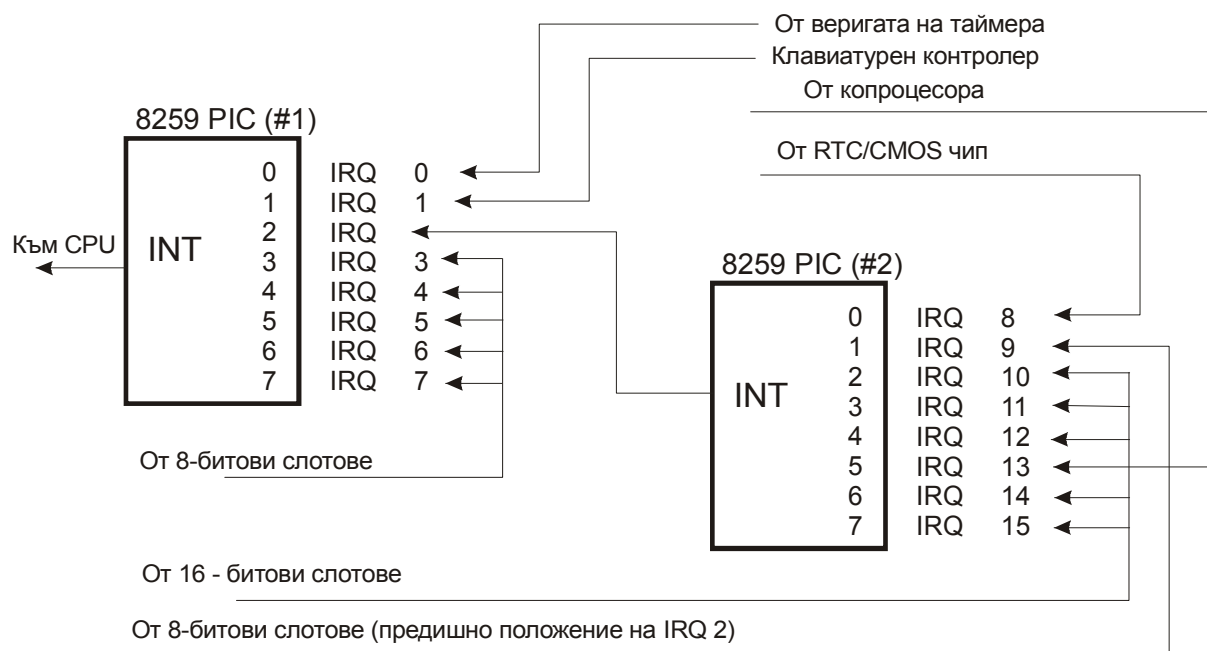 От веригата на таймера
Клавиатурен контролер
От копроцесора
От RTC/CMOS чип
8259 PIC (#1)
0 IRQ 0
1 IRQ 1
2 IRQ
3 IRQ 3
4 IRQ 4
5 IRQ 5
6 IRQ 6
7 IRQ 7
Към CPU
INT
8259 PIC (#2)
0 IRQ 8
1 IRQ 9
2 IRQ 10
3 IRQ 11
4 IRQ 12
5 IRQ 13
6 IRQ 14
7 IRQ 15
INT
От 8-битови слотове
От 16 - битови слотове
От 8-битови слотове (предишно положение на IRQ 2)